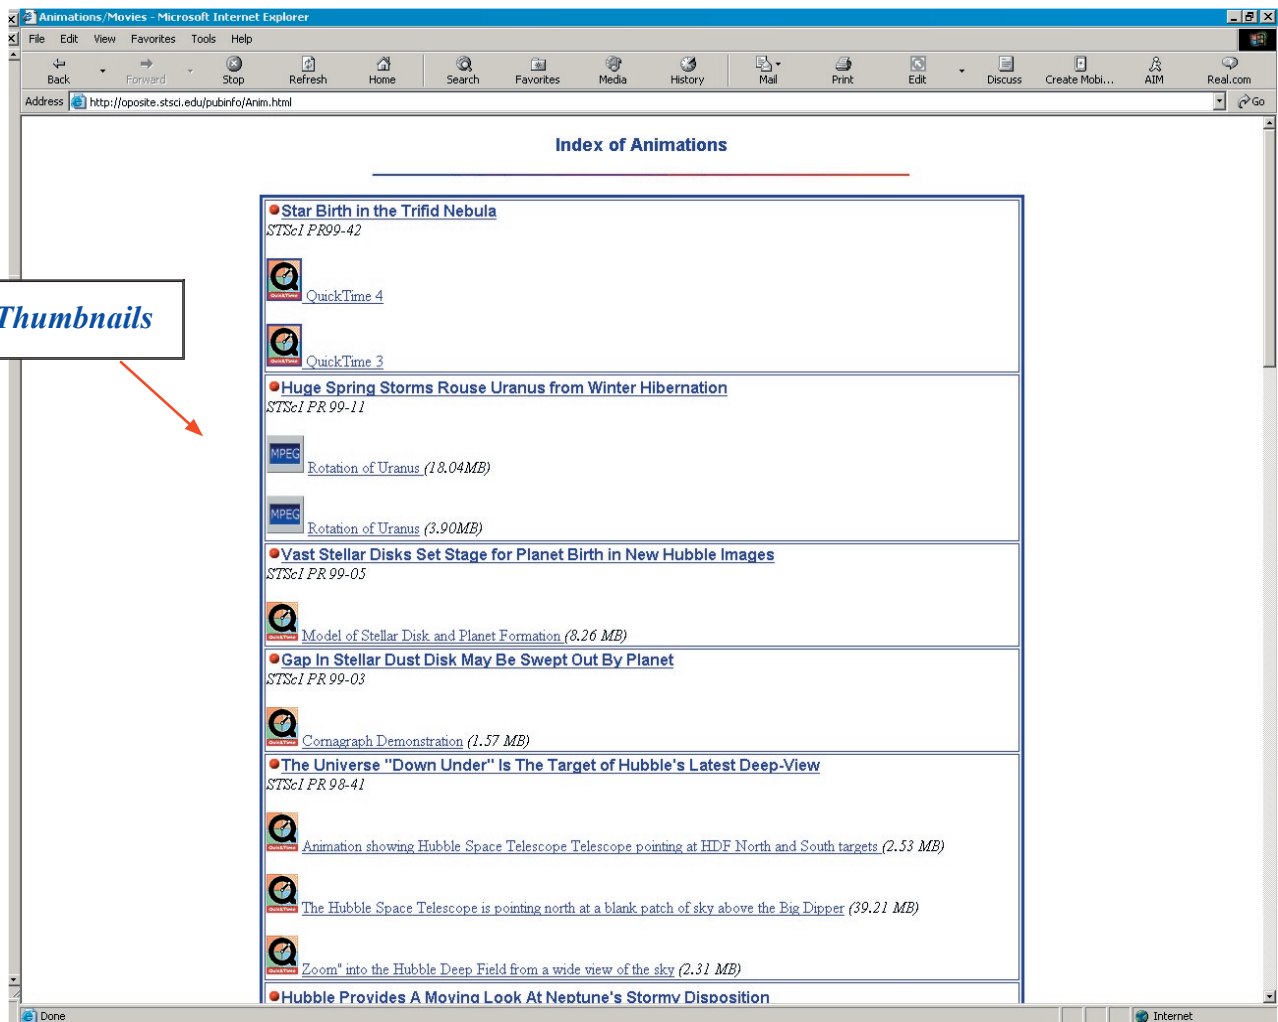 Animations/Movies - Microsoft Internet Explorer
File Edit View Favorites Tools Help
Back Forward Stop Refresh Home Search Favorites Media History Mail Print Edit Discuss Create Mobi... AIM Real.com
Address http://oposite.stsci.edu/pubinfo/Anim.html Go
Index of Animations
Star Birth in the Trifid Nebula
STScI PR99-42
QuickTime 4
Thumbnails
QuickTime 3
Huge Spring Storms Rouse Uranus from Winter Hibernation
STScI PR 99-11
MPEG Rotation of Uranus (18.04MB)
MPEG Rotation of Uranus (3.90MB)
Vast Stellar Disks Set Stage for Planet Birth in New Hubble Images
STScI PR 99-05
Model of Stellar Disk and Planet Formation (8.26 MB)
Gap In Stellar Dust Disk May Be Swept Out By Planet
STScI PR 99-03
Cornagraph Demonstration (1.57 MB)
The Universe "Down Under" Is The Target of Hubble's Latest Deep-View
STScI PR 98-41
Animation showing Hubble Space Telescope Telescope pointing at HDF North and South targets (2.53 MB)
The Hubble Space Telescope is pointing north at a blank patch of sky above the Big Dipper (39.21 MB)
Zoom" into the Hubble Deep Field from a wide view of the sky (2.31 MB)
Hubble Provides A Moving Look At Neptune's Stormy Disposition
Done Internet